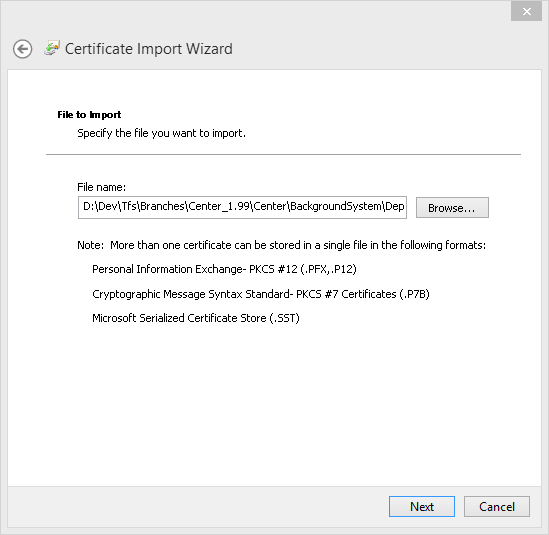 Certificate Import Wizard
File to Import
Specify the file you want to import.
File name:
D:\Dev\Tfs\Branches\Center_1.99\Center\BackgroundSystem\Dep
Browse...
Note:  More than one certificate can be stored in a single file in the following formats:
Personal Information Exchange- PKCS #12 (.PFX,.P12)
Cryptographic Message Syntax Standard- PKCS #7 Certificates (.P7B)
Microsoft Serialized Certificate Store (.SST)
Next
Cancel